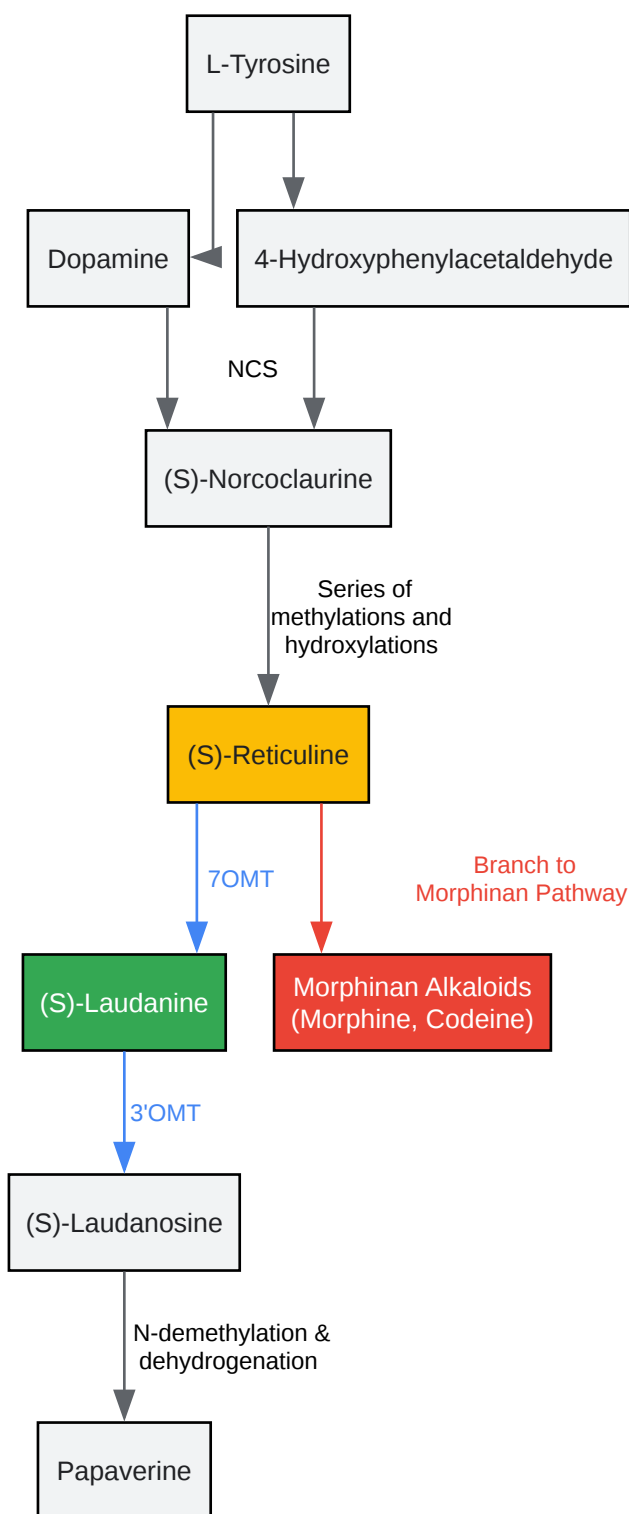 L-Tyrosine
Dopamine
4-Hydroxyphenylacetaldehyde
NCS
(S)-Norcoclaurine
Series of
methylations and
hydroxylations
(S)-Reticuline
7OMT
Branch to
Morphinan Pathway
(S)-Laudanine
Morphinan Alkaloids
(Morphine, Codeine)
3'OMT
(S)-Laudanosine
N-demethylation &
dehydrogenation
Papaverine